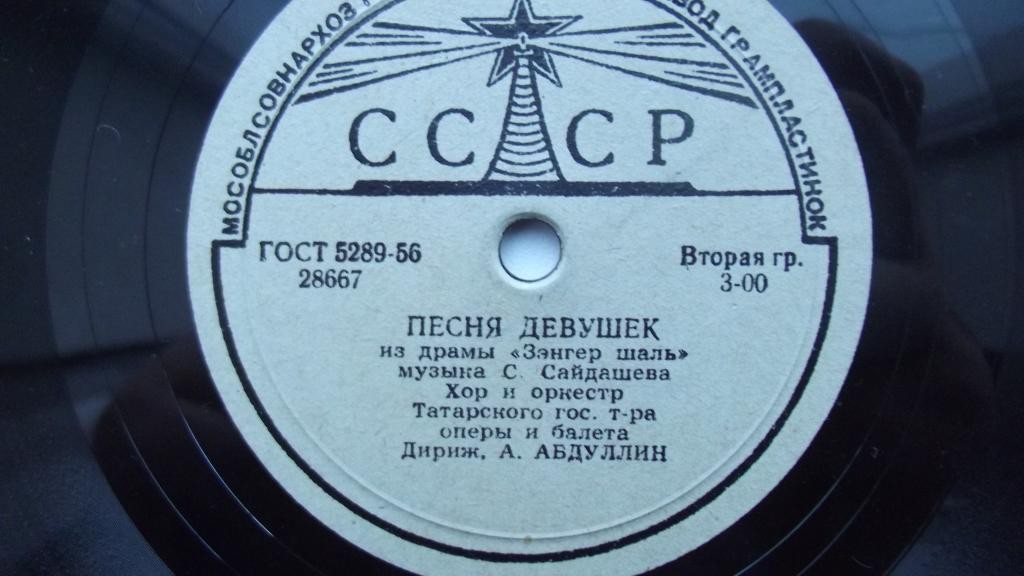 МОСОБЛСОВНАРХОЗ
ГРАМПЛАСТИНОК
СССР
ГОСТ 5289-56
28667
Вторая гр.
3-00
ПЕСНЯ ДЕВУШЕК
из драмы «Зэнгер шаль»
музыка С. Сайдашева
Хор и оркестр
Татарского гос. т-ра
оперы и балета
Дириж. А. АБДУЛЛИН